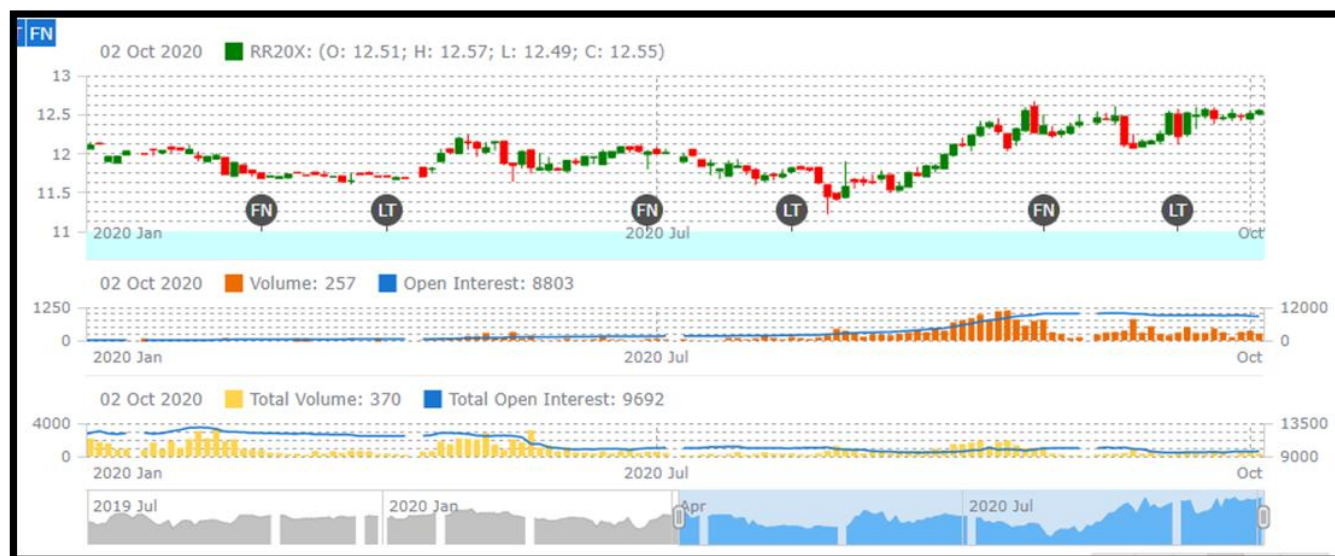 FN
02 Oct 2020 RR20X: (O: 12.51; H: 12.57; L: 12.49; C: 12.55)
13
12.5
12
11.5
11
FN LT FN LT FN LT
2020 Jan 2020 Jul Oct
02 Oct 2020 Volume: 257 Open Interest: 8803
1250 12000
0 0
2020 Jan 2020 Jul Oct
02 Oct 2020 Total Volume: 370 Total Open Interest: 9692
4000 13500
0 9000
2020 Jan 2020 Jul Oct
2019 Jul 2020 Jan Apr 2020 Jul